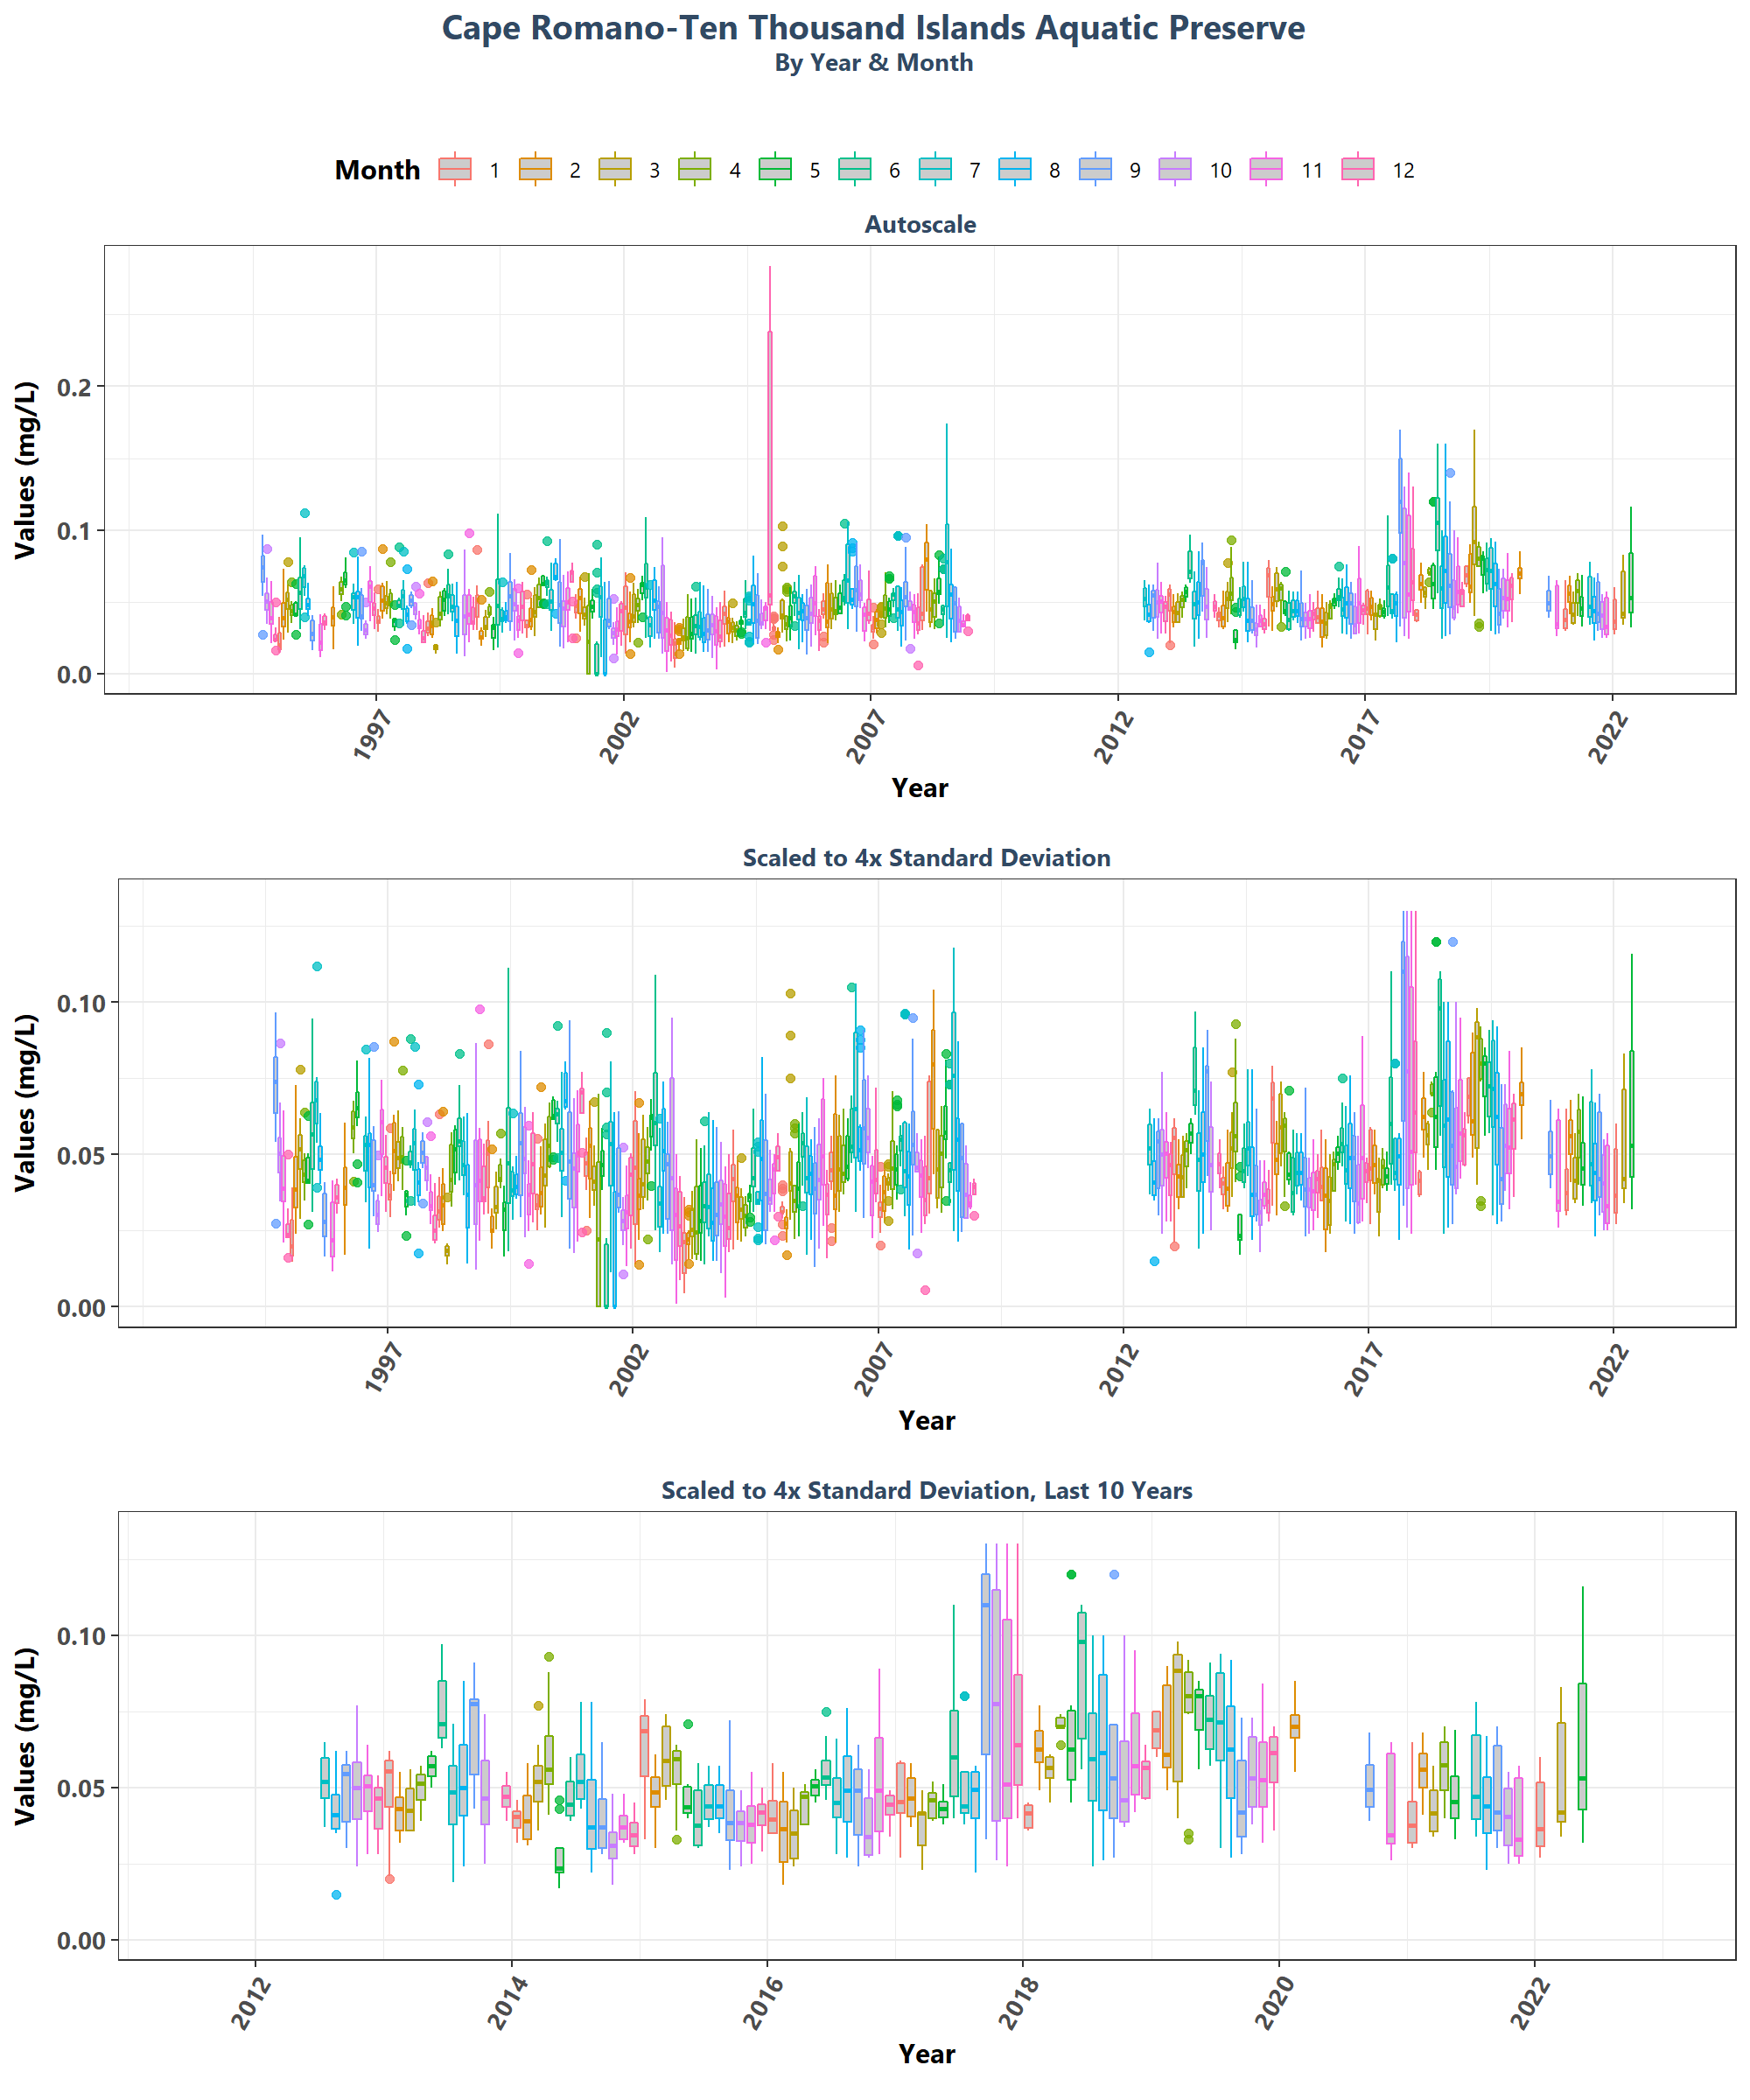 Cape Romano-Ten Thousand Islands Aquatic Preserve
By Year & Month
Month 1 2 3 4 5 6 7 8 9 10 11 12
Autoscale
Values (mg/L)
0.2
0.1
0.0
1997 2002 2007 2012 2017 2022
Year
Scaled to 4x Standard Deviation
Values (mg/L)
0.10
0.05
0.00
1997 2002 2007 2012 2017 2022
Year
Scaled to 4x Standard Deviation, Last 10 Years
Values (mg/L)
0.10
0.05
0.00
2012 2014 2016 2018 2020 2022
Year